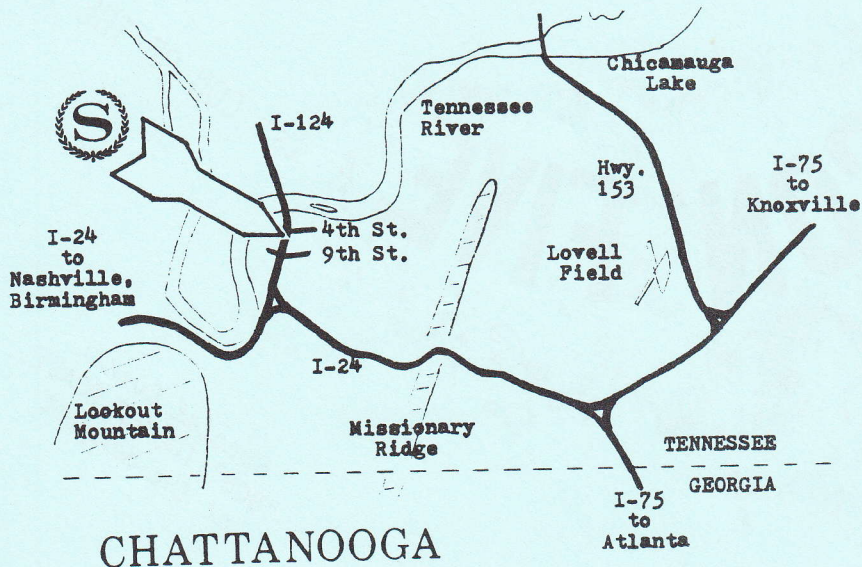 Chicamauga
Lake
S
I-124
Tennessee
River
Hwy.
153
I-75
to
Knoxville
4th St.
9th St.
I-24
to
Nashville,
Birmingham
Lovell
Field
I-24
Lookout
Mountain
Missionary
Ridge
TENNESSEE
GEORGIA
I-75
to
Atlanta
CHATTANOOGA